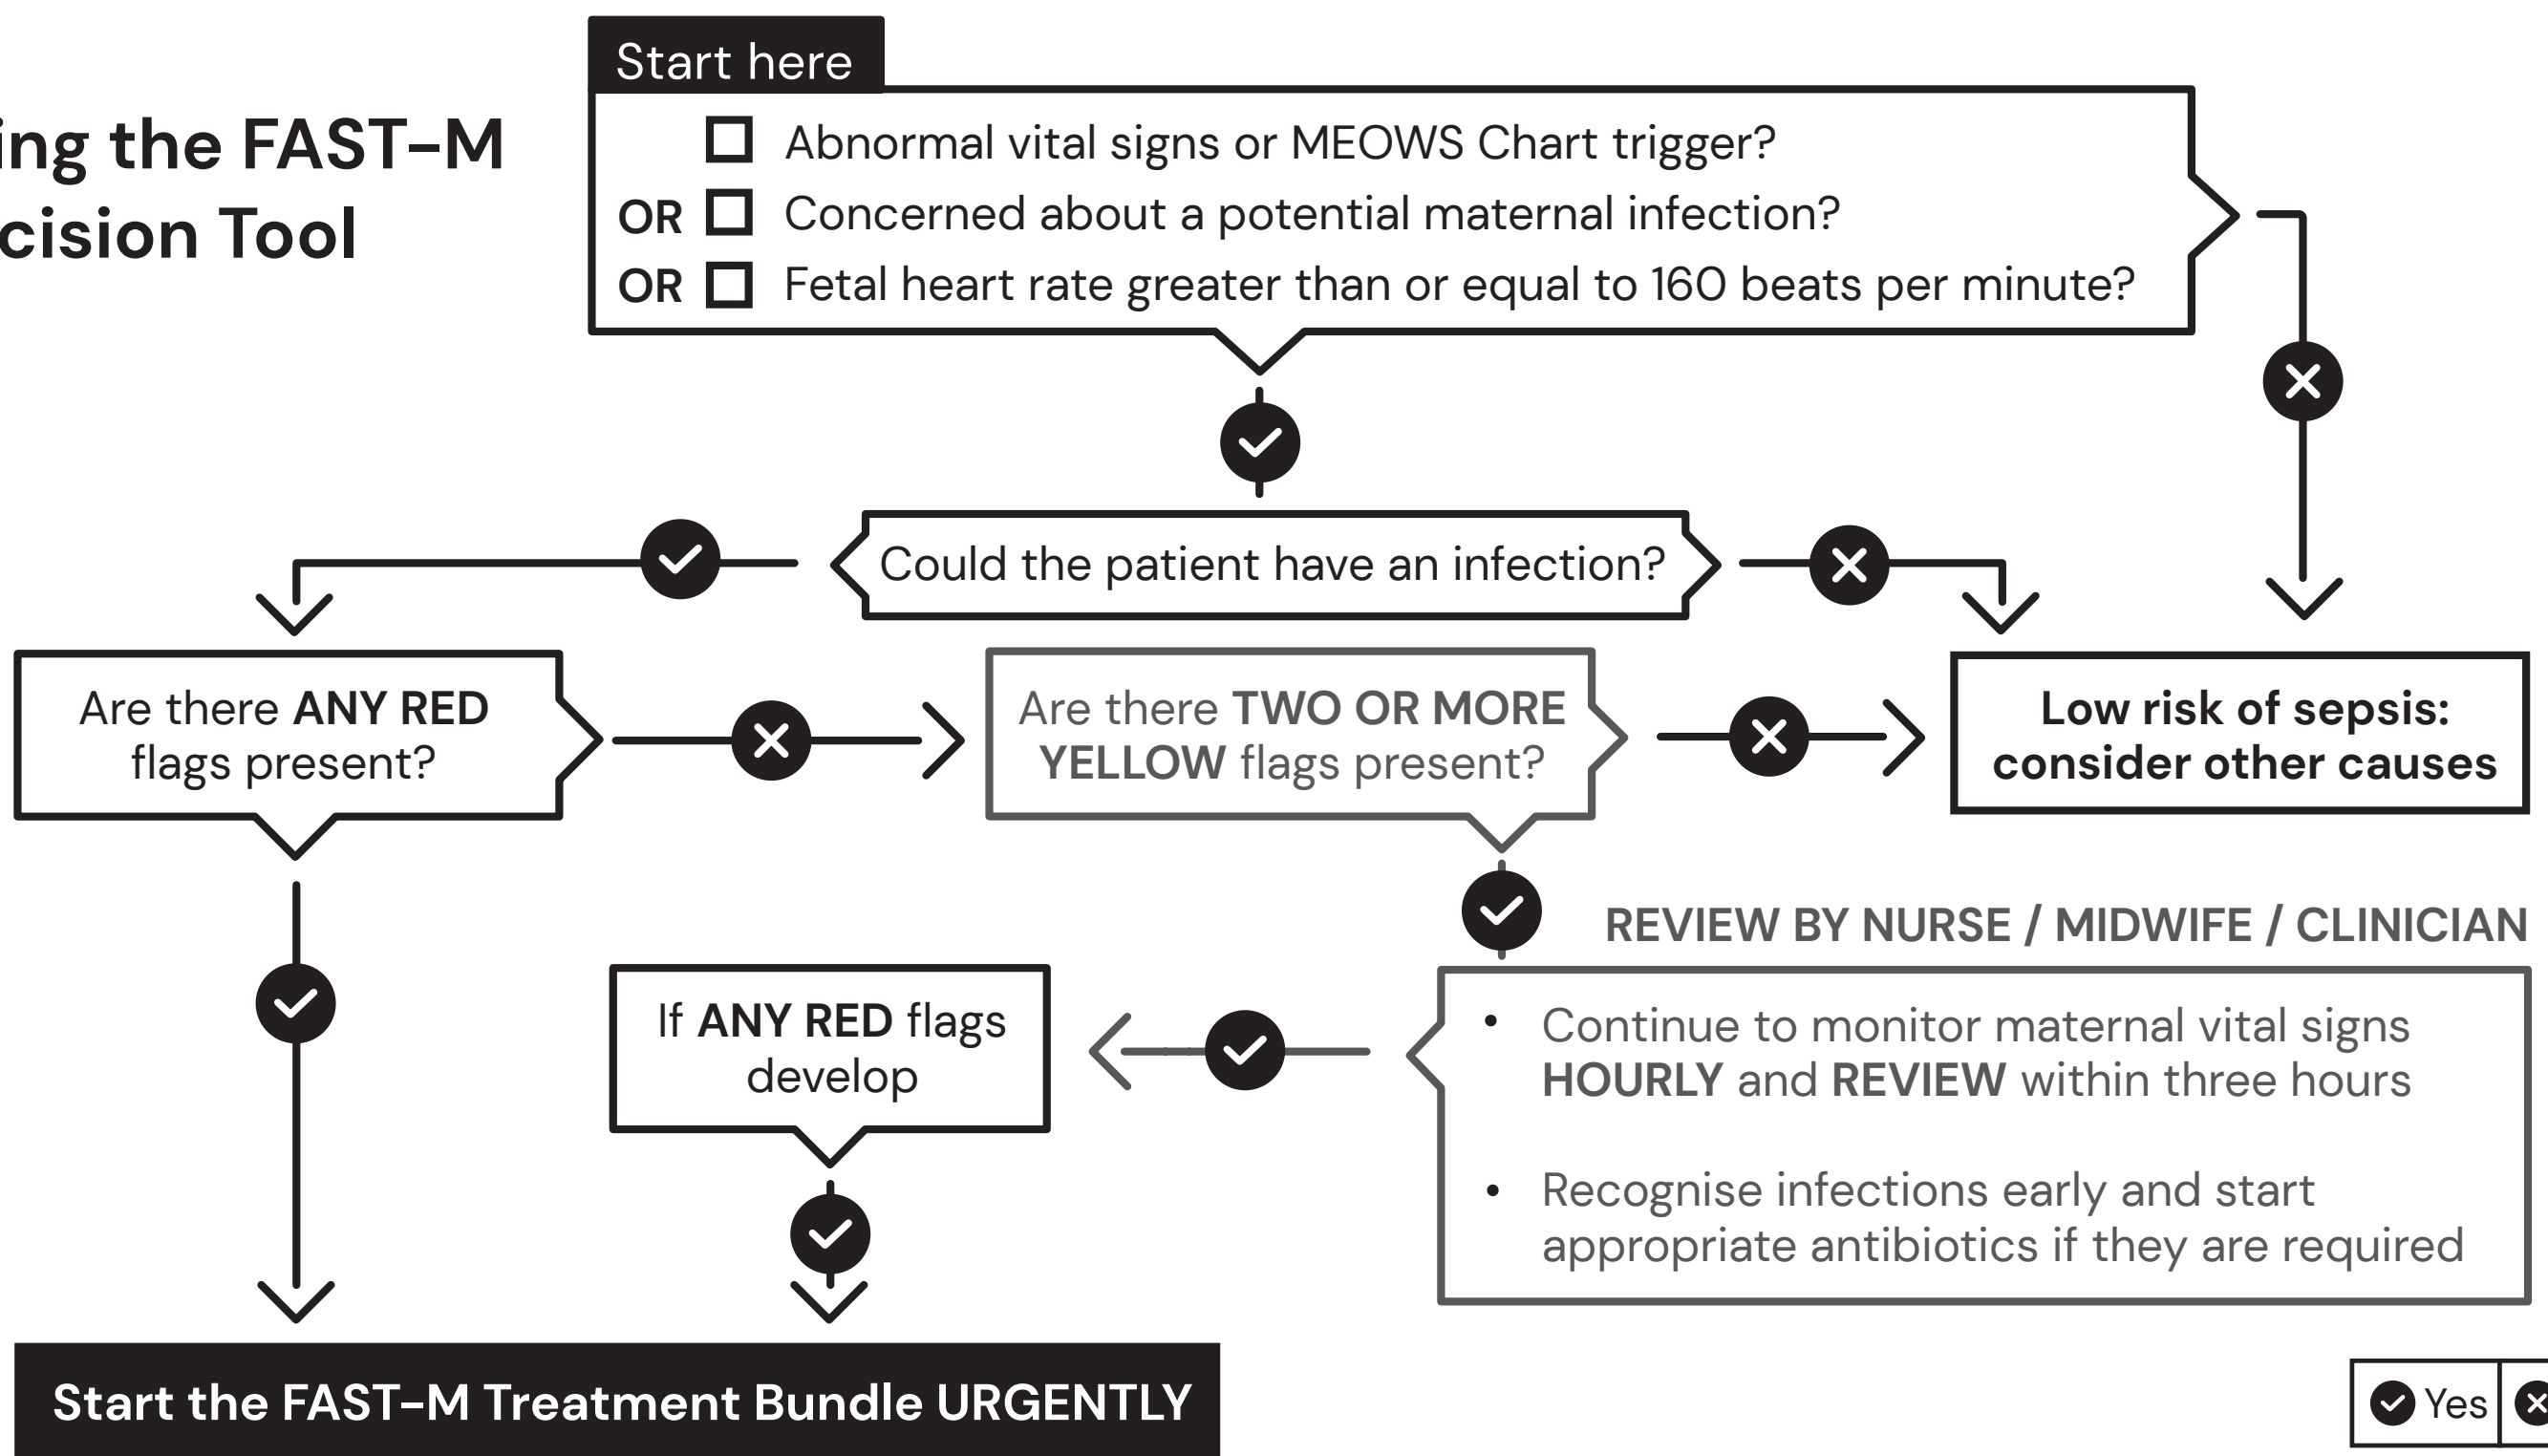 ing the FAST-M
cision Tool
Start here
Abnormal vital signs or MEOWS Chart trigger?
OR Concerned about a potential maternal infection?
OR Fetal heart rate greater than or equal to 160 beats per minute?
Could the patient have an infection?
Are there ANY RED
flags present?
Are there TWO OR MORE
YELLOW flags present?
Low risk of sepsis:
consider other causes
REVIEW BY NURSE / MIDWIFE / CLINICIAN
• Continue to monitor maternal vital signs
HOURLY and REVIEW within three hours
• Recognise infections early and start
appropriate antibiotics if they are required
If ANY RED flags
develop
Start the FAST-M Treatment Bundle URGENTLY
Yes